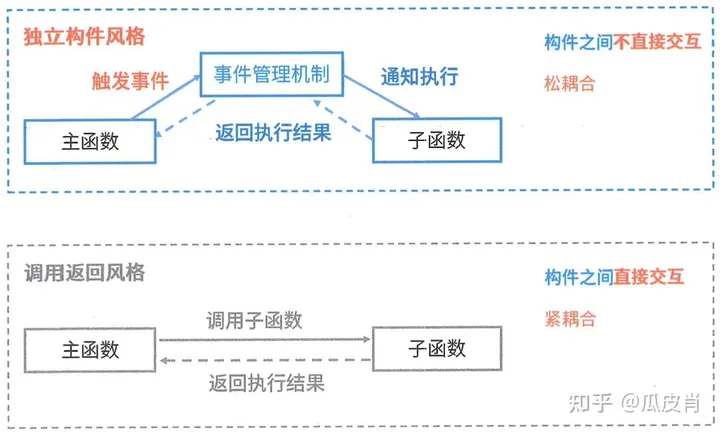 独立构件风格
构件之间不直接交互
触发事件
事件管理机制
通知执行
松耦合
主函数
返回执行结果
子函数
调用返回风格
构件之间直接交互
调用子函数
紧耦合
主函数
子函数
返回执行结果
知乎 @瓜皮肖